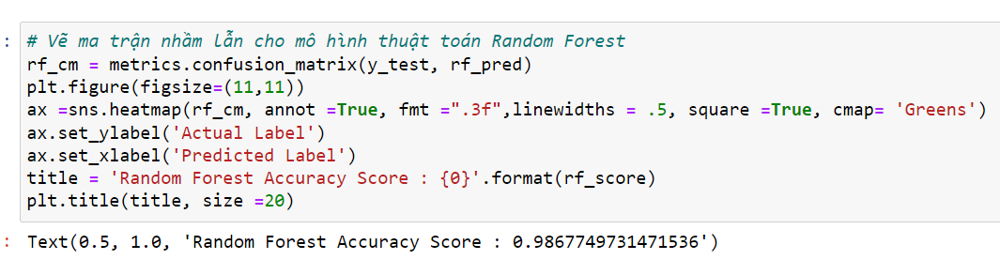 : # Vẽ ma trận nhầm lẫn cho mô hình thuật toán Random Forest
rf_cm = metrics.confusion_matrix(y_test, rf_pred)
plt.figure(figsize=(11,11))
ax =sns.heatmap(rf_cm, annot =True, fmt =".3f",linewidths = .5, square =True, cmap= 'Greens')
ax.set_ylabel('Actual Label')
ax.set_xlabel('Predicted Label')
title = 'Random Forest Accuracy Score : {0}'.format(rf_score)
plt.title(title, size =20)
: Text(0.5, 1.0, 'Random Forest Accuracy Score : 0.9867749731471536')